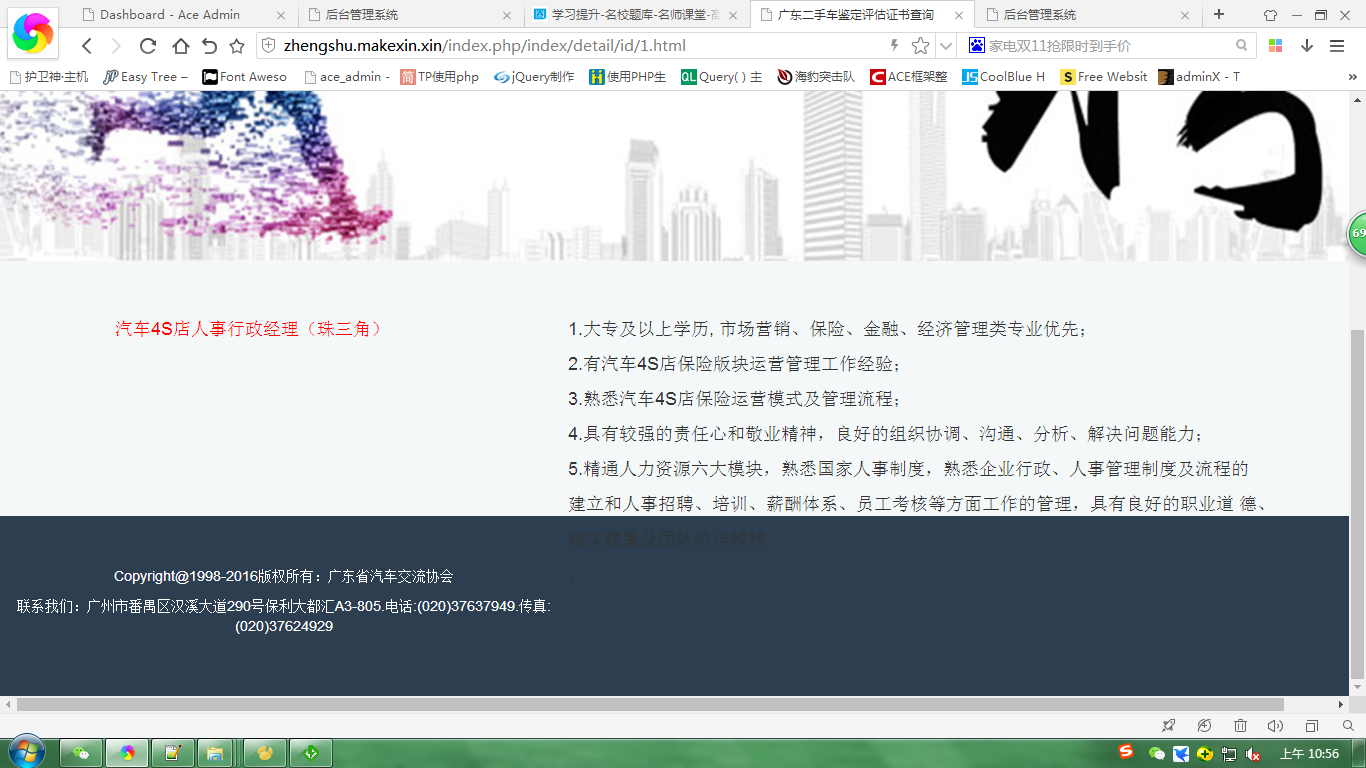 Dashboard - Ace Admin
后台管理系统
学习提升-名校题库-名师课堂-
广东二手车鉴定评估证书查询
后台管理系统
zhengshu.makexin.xin/index.php/index/detail/id/1.html
家电双11抢限时到手价
护卫神·主机
Easy Tree –
Font Aweso
ace_admin -
简 TP使用php
jQuery制作
使用PHP生
QL Query( ) 主
海豹突击队
ACE框架整
JS CoolBlue H
S Free Websit
adminX - T
69
汽车4S店人事行政经理（珠三角）
1.大专及以上学历, 市场营销、保险、金融、经济管理类专业优先；
2.有汽车4S店保险版块运营管理工作经验；
3.熟悉汽车4S店保险运营模式及管理流程；
4.具有较强的责任心和敬业精神，良好的组织协调、沟通、分析、解决问题能力；
5.精通人力资源六大模块，熟悉国家人事制度，熟悉企业行政、人事管理制度及流程的
建立和人事招聘、培训、薪酬体系、员工考核等方面工作的管理，具有良好的职业道 德、
踏实稳重及团队协作精神
Copyright@1998-2016版权所有：广东省汽车交流协会
联系我们：广州市番禺区汉溪大道290号保利大都汇A3-805.电话:(020)37637949.传真:
(020)37624929
上午 10:56